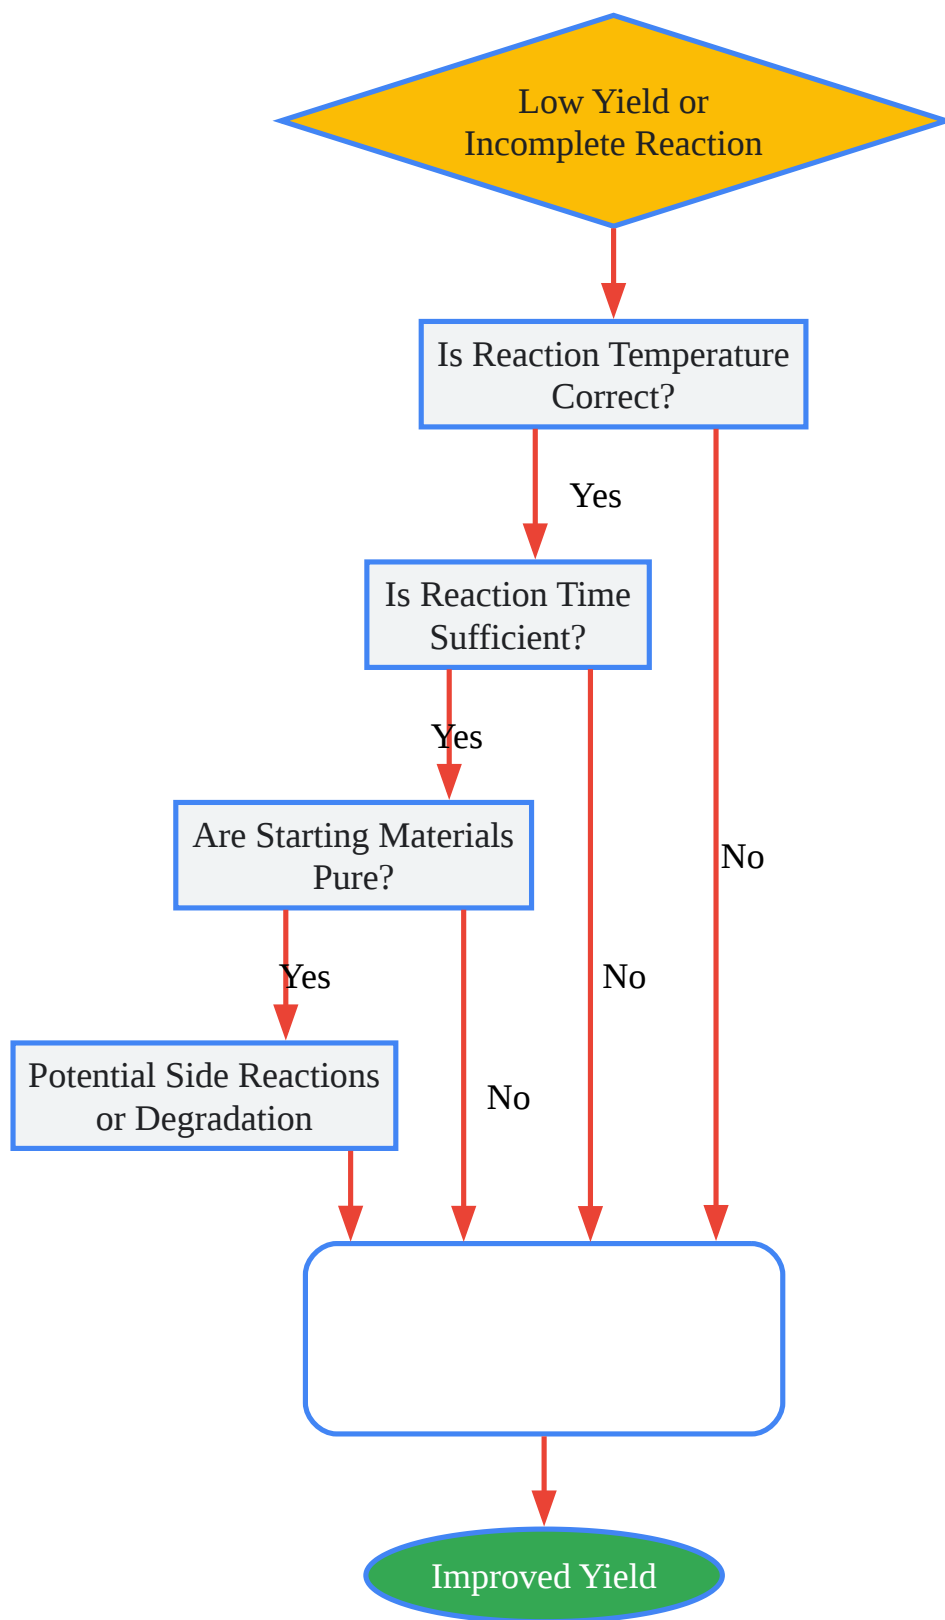 Low Yield or
Incomplete Reaction
Is Reaction Temperature
Correct?
Yes
Is Reaction Time
Sufficient?
Yes
Are Starting Materials
Pure?
No
Yes
No
Potential Side Reactions
or Degradation
No
Improved Yield